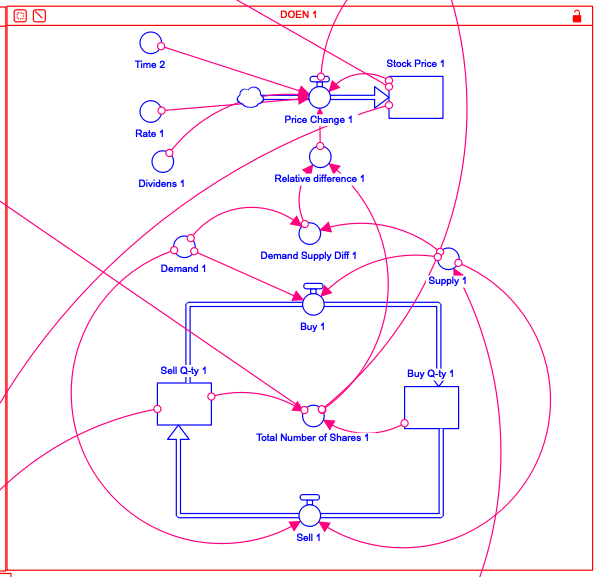 DOEN 1
Time 2
Stock Price 1
Rate 1
Price Change 1
Dividens 1
Relative difference 1
Demand Supply Diff 1
Demand 1
Supply 1
Buy 1
Sell Q-ty 1
Buy Q-ty 1
Total Number of Shares 1
Sell 1